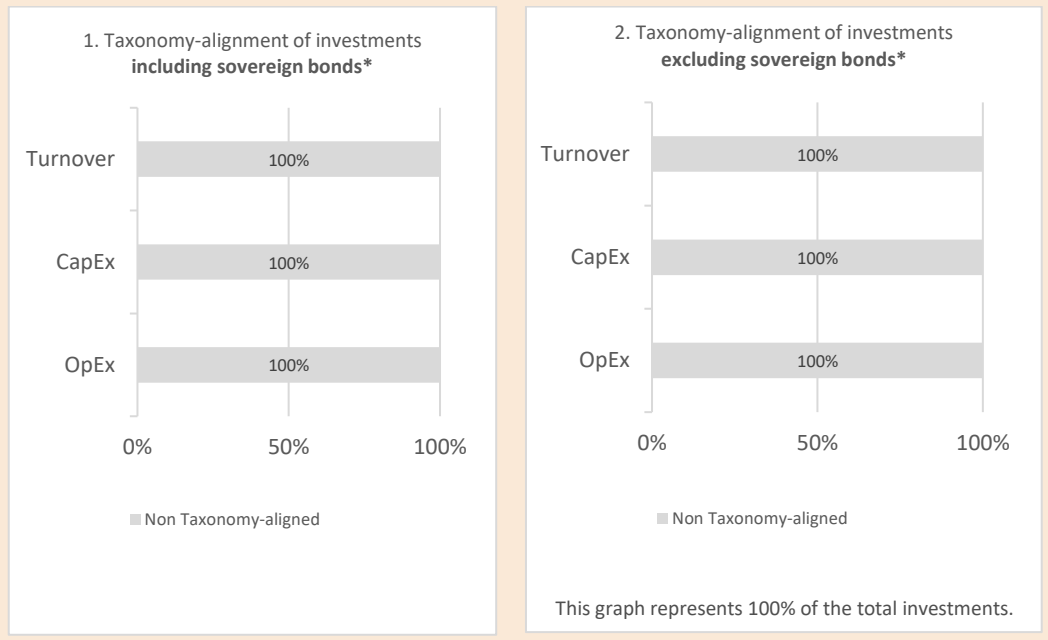 1. Taxonomy-alignment of investments
including sovereign bonds*
Turnover
100%
CapEx
100%
OpEx
100%
0%
50%
100%
Non Taxonomy-aligned
2. Taxonomy-alignment of investments
excluding sovereign bonds*
Turnover
100%
CapEx
100%
OpEx
100%
0%
50%
100%
Non Taxonomy-aligned
This graph represents 100% of the total investments.